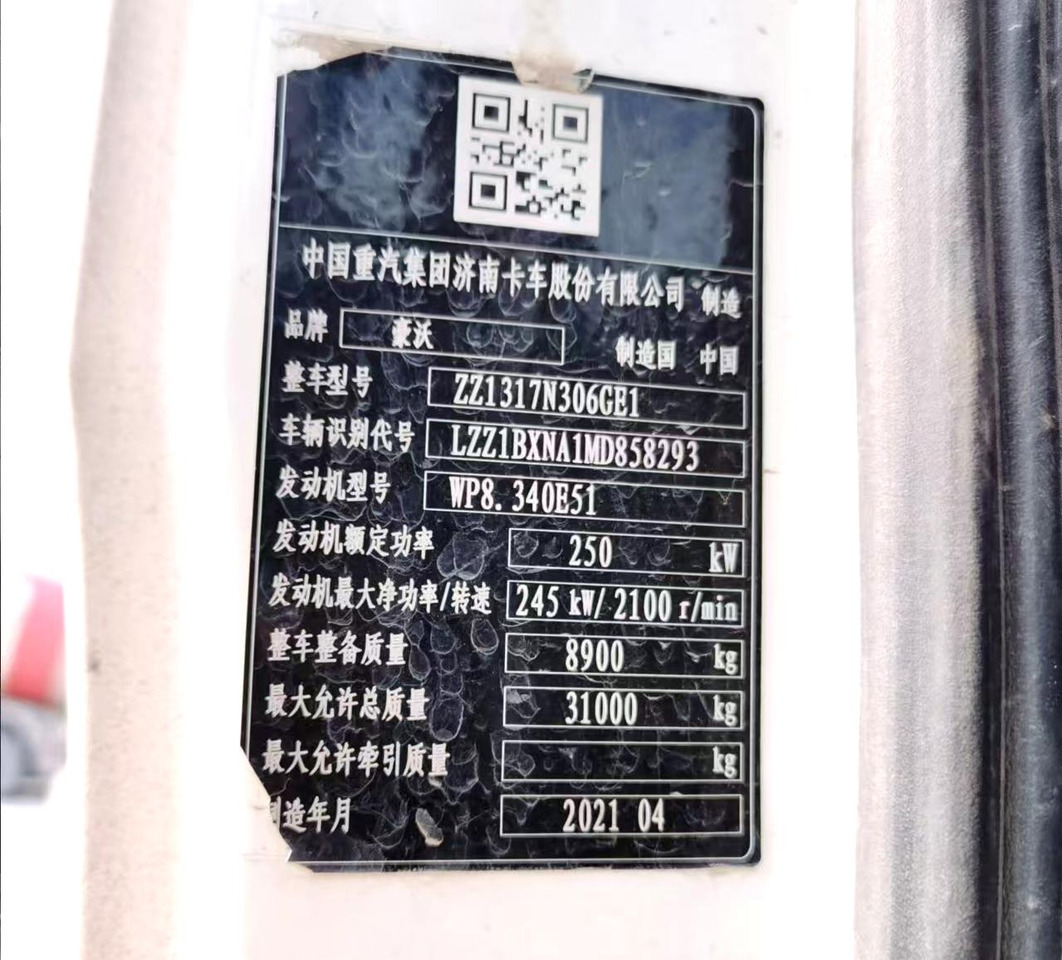 中国重汽集团济南卡车股份有限公司 制造
品牌 豪沃 制造国 中国
整车型号 ZZ1317N306GE1
车辆识别代号 LZZ1BXNA1MD858293
发动机型号 WP8.340E51
发动机额定功率 250 kW
发动机最大净功率/转速 245 kW/ 2100 r/min
整车整备质量 8900 kg
最大允许总质量 31000 kg
最大允许牵引质量 kg
制造年月 2021 04